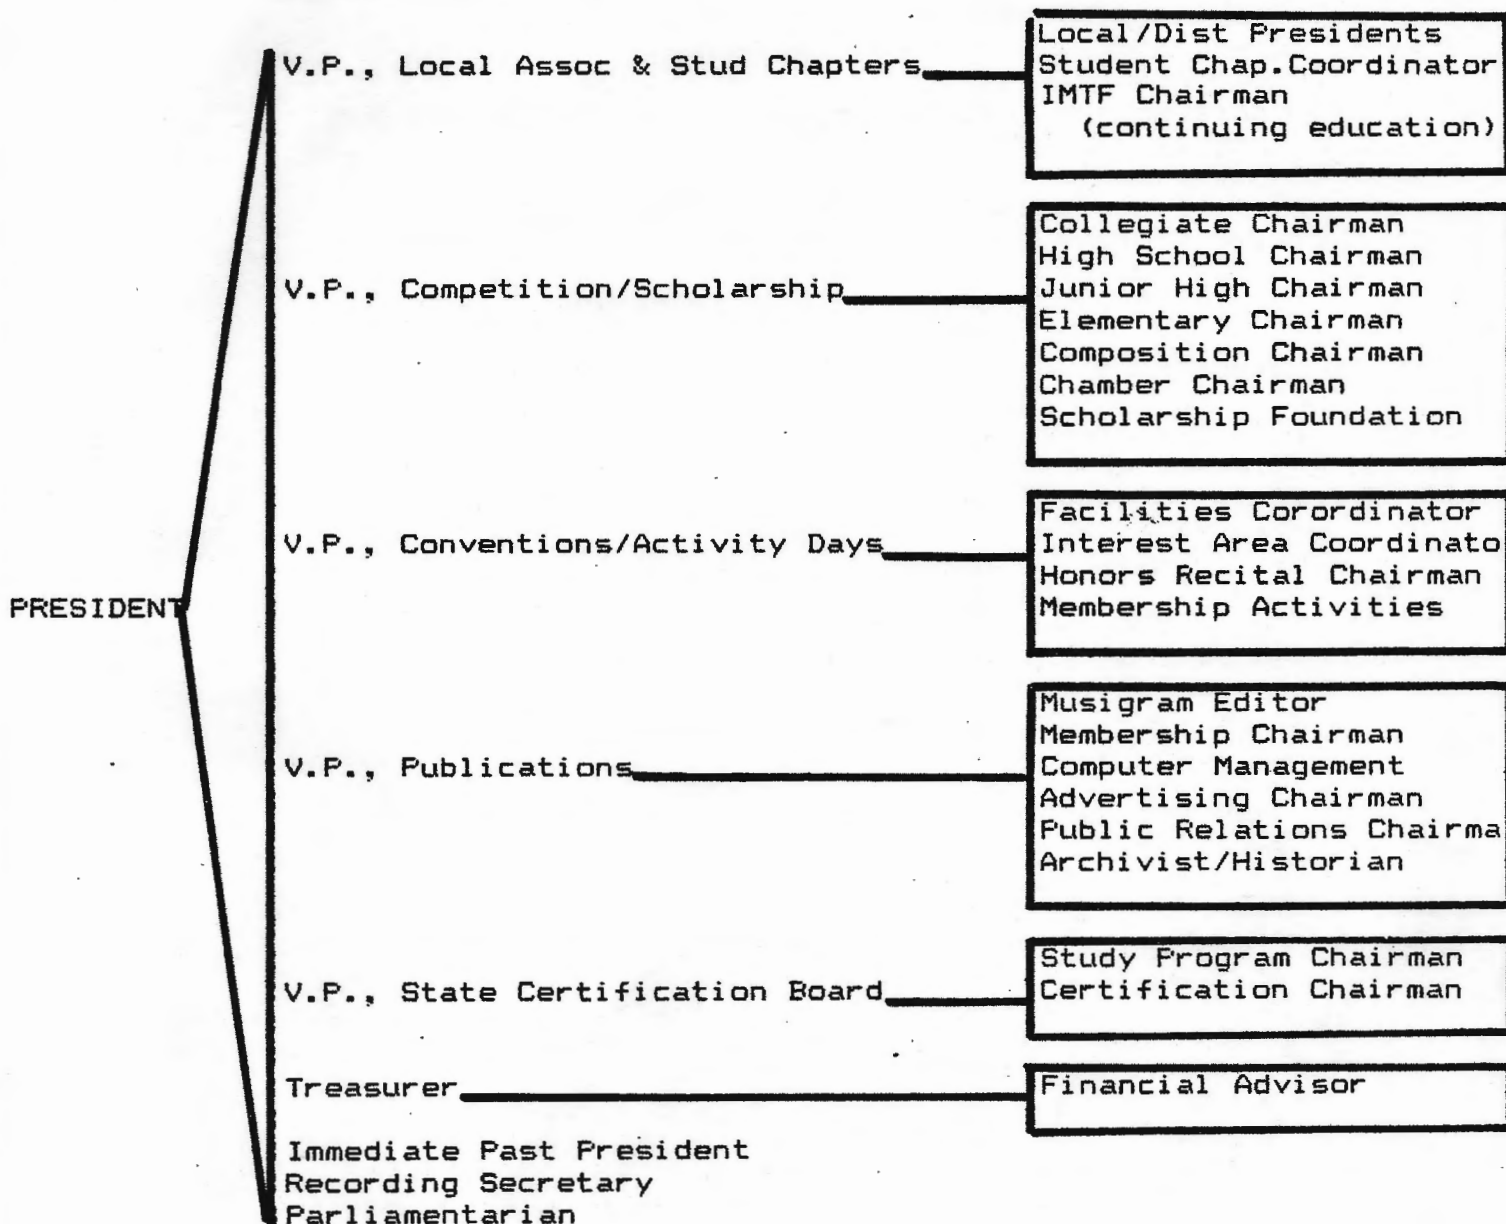 PRESIDENT
V.P., Local Assoc & Stud Chapters
Local/Dist Presidents
Student Chap.Coordinator
IMTF Chairman
(continuing education)
V.P., Competition/Scholarship
Collegiate Chairman
High School Chairman
Junior High Chairman
Elementary Chairman
Composition Chairman
Chamber Chairman
Scholarship Foundation
V.P., Conventions/Activity Days
Facilities Corordinator
Interest Area Coordinato
Honors Recital Chairman
Membership Activities
V.P., Publications
Musigram Editor
Membership Chairman
Computer Management
Advertising Chairman
Public Relations Chairma
Archivist/Historian
V.P., State Certification Board
Study Program Chairman
Certification Chairman
Treasurer
Financial Advisor
Immediate Past President
Recording Secretary
Parliamentarian